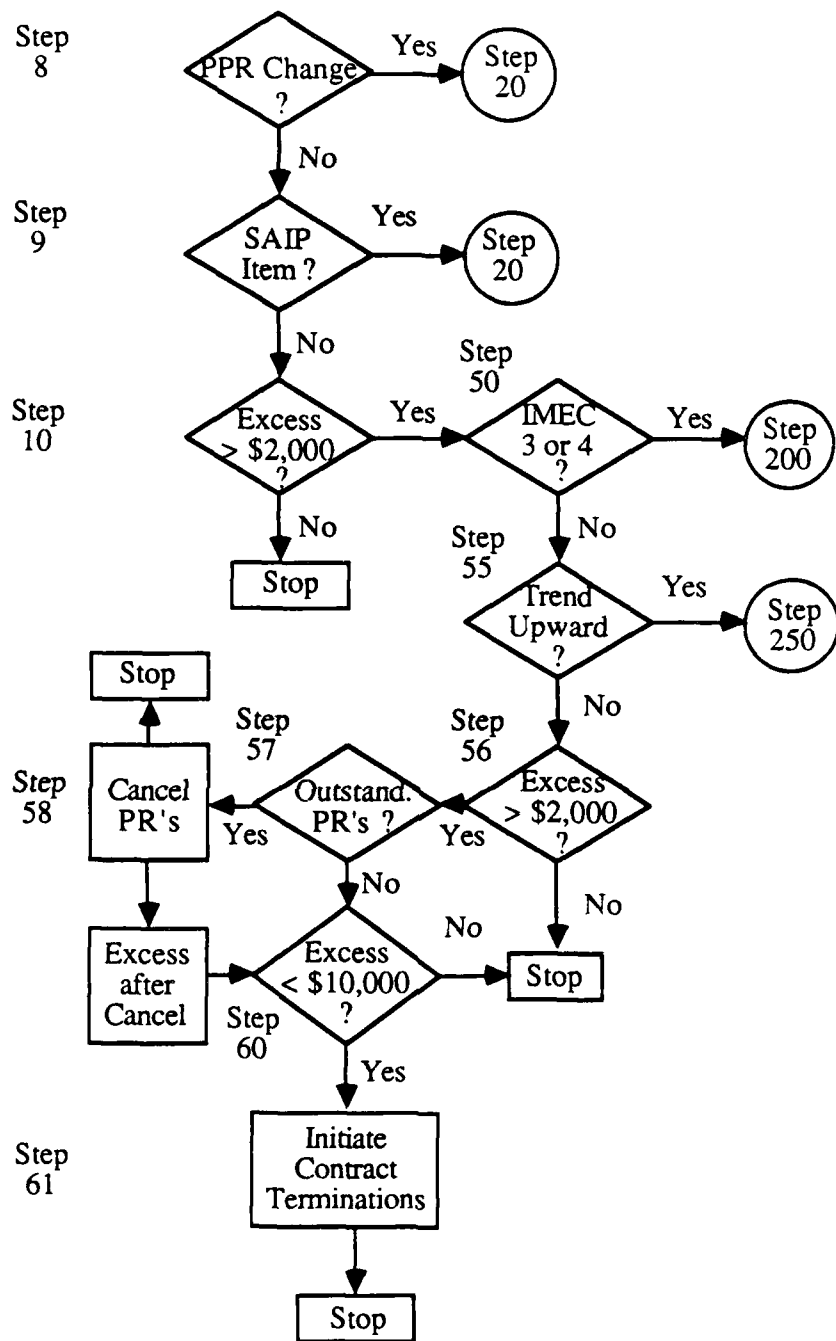 Step
8
PPR Change
?
Yes
Step
20
No
Step
9
SAIP
Item ?
Yes
Step
20
No
Step
10
Excess
> $2,000
?
Yes
Step
50
IMEC
3 or 4
?
Yes
Step
200
No
Stop
No
Step
55
Trend
Upward
?
Yes
Step
250
No
Stop
Step
58
Cancel
PR's
Yes
Step
57
Outstand.
PR's ?
Yes
Step
56
Excess
> $2,000
?
No
No
Stop
Excess
after
Cancel
Step
60
Excess
< $10,000
?
No
Yes
Step
61
Initiate
Contract
Terminations
Stop